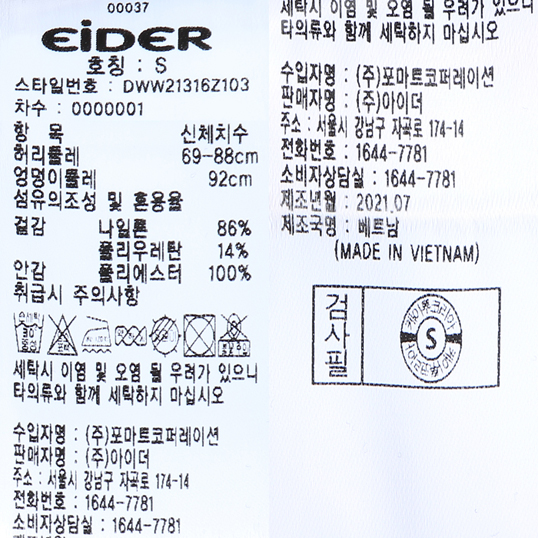 00037
EiDER
호칭 : S
스타일번호 : DWW21316Z103
차수 : 0000001
항 목 신체치수
허리둘레 69-88cm
엉덩이둘레 92cm
섬유의조성 및 혼용율
겉감 나일론 86%
폴리우레탄 14%
안감 폴리에스터 100%
취급시 주의사항
손세탁
30
중성
세탁시 이염 및 오염 될 우려가 있으니
타의류와 함께 세탁하지 마십시오
수입자명 : (주)포마트코퍼레이션
판매자명 : (주)아이더
주소 : 서울시 강남구 자곡로 174-14
전화번호 : 1644-7781
소비자상담실 : 1644-7781
세탁시 이염 및 오염 될 우려가 있으니
타의류와 함께 세탁하지 마십시오
수입자명 : (주)포마트코퍼레이션
판매자명 : (주)아이더
주소 : 서울시 강남구 자곡로 174-14
전화번호 : 1644-7781
소비자상담실 : 1644-7781
제조년월 : 2021.07
제조국명 : 베트남
(MADE IN VIETNAM)
검사필
S